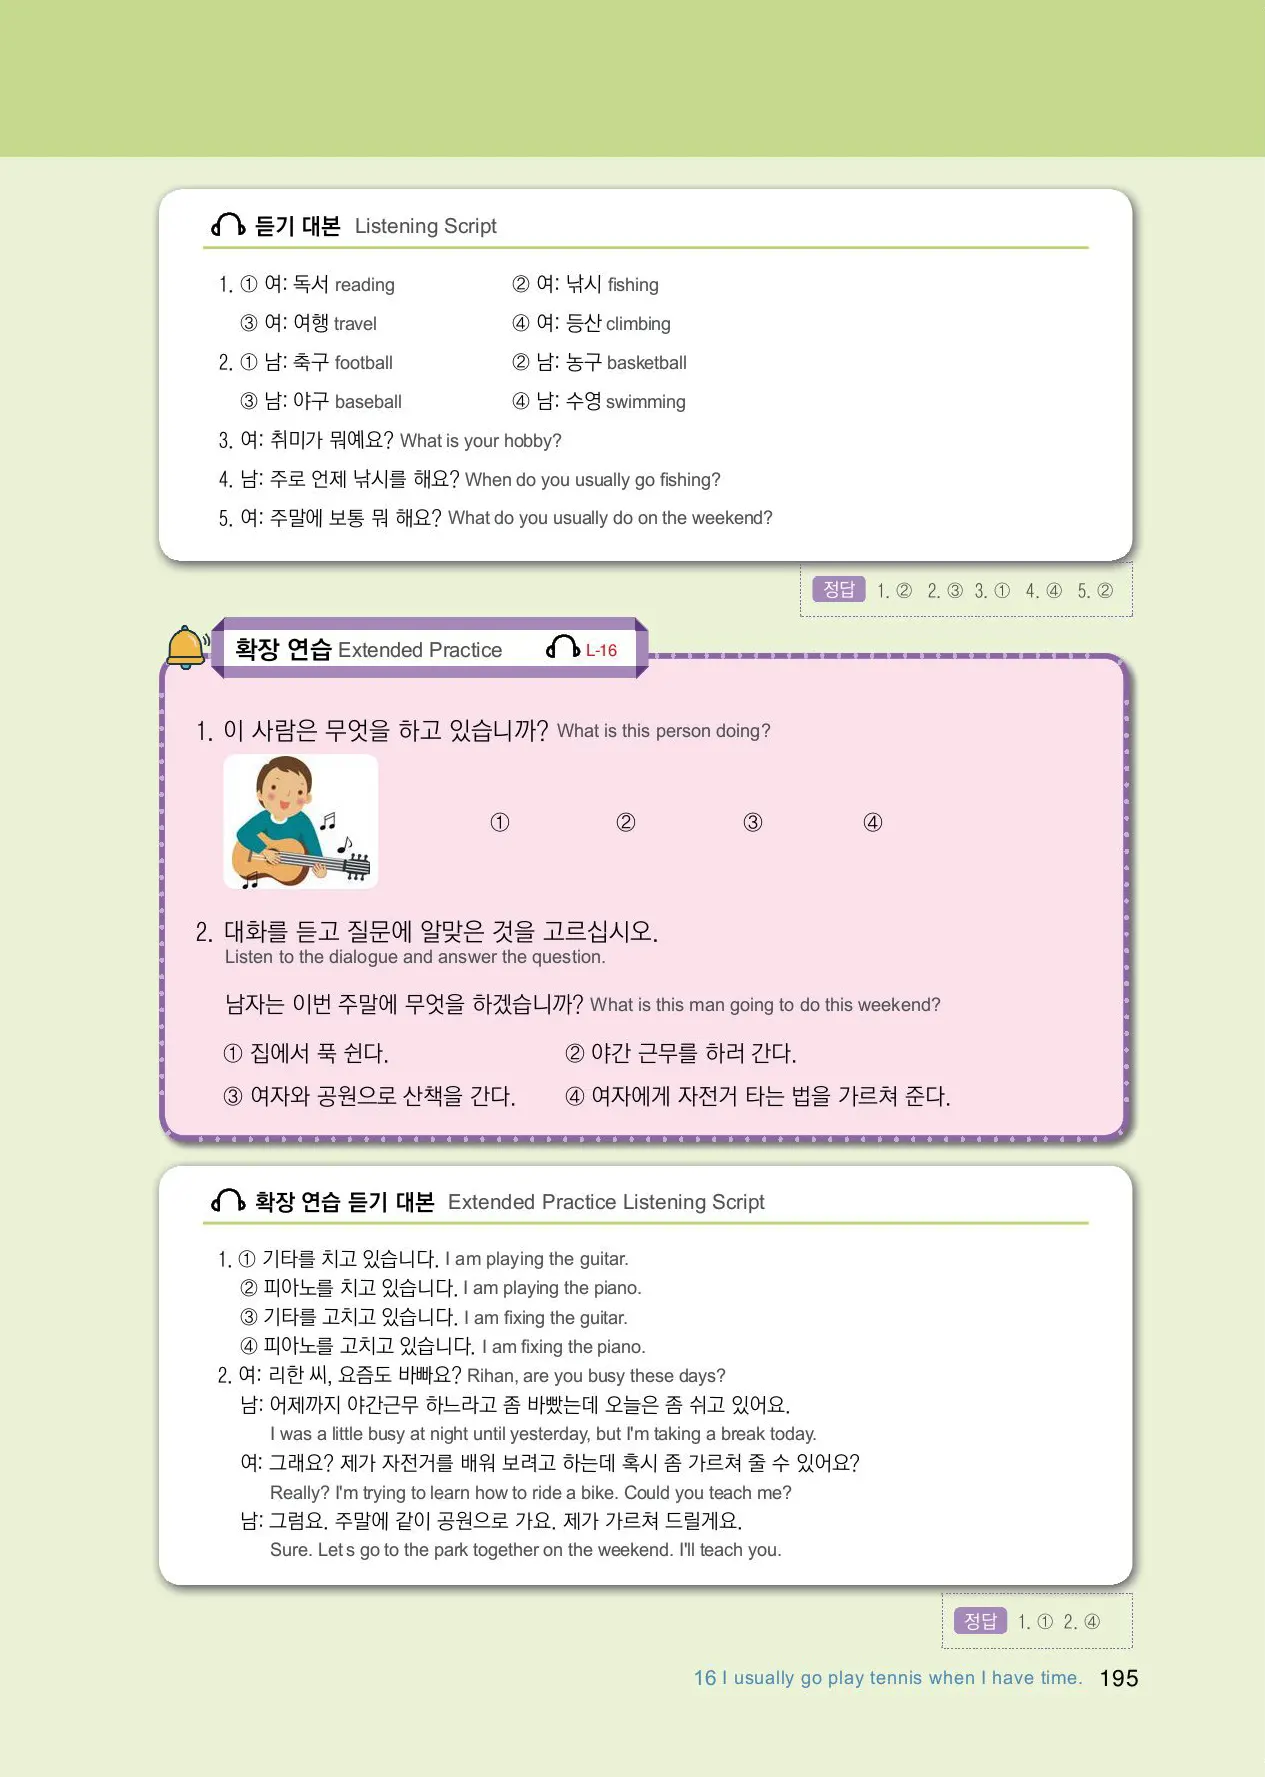 듣기 대본 Listening Script
1. ① 여: 독서 reading ② 여: 낚시 fishing
③ 여: 여행 travel ④ 여: 등산 climbing
2. ① 남: 축구 football ② 남: 농구 basketball
③ 남: 야구 baseball ④ 남: 수영 swimming
3. 여: 취미가 뭐예요? What is your hobby?
4. 남: 주로 언제 낚시를 해요? When do you usually go fishing?
5. 여: 주말에 보통 뭐 해요? What do you usually do on the weekend?
정답 1. ② 2. ③ 3. ① 4. ④ 5. ②
확장 연습 Extended Practice L-16
1. 이 사람은 무엇을 하고 있습니까? What is this person doing?
① ② ③ ④
2. 대화를 듣고 질문에 알맞은 것을 고르십시오.
Listen to the dialogue and answer the question.
남자는 이번 주말에 무엇을 하겠습니까? What is this man going to do this weekend?
① 집에서 푹 쉰다. ② 야간 근무를 하러 간다.
③ 여자와 공원으로 산책을 간다. ④ 여자에게 자전거 타는 법을 가르쳐 준다.
확장 연습 듣기 대본 Extended Practice Listening Script
1. ① 기타를 치고 있습니다. I am playing the guitar.
② 피아노를 치고 있습니다. I am playing the piano.
③ 기타를 고치고 있습니다. I am fixing the guitar.
④ 피아노를 고치고 있습니다. I am fixing the piano.
2. 여: 리한 씨, 요즘도 바빠요? Rihan, are you busy these days?
남: 어제까지 야간근무 하느라고 좀 바빴는데 오늘은 좀 쉬고 있어요.
I was a little busy at night until yesterday, but I'm taking a break today.
여: 그래요? 제가 자전거를 배워 보려고 하는데 혹시 좀 가르쳐 줄 수 있어요?
Really? I'm trying to learn how to ride a bike. Could you teach me?
남: 그럼요. 주말에 같이 공원으로 가요. 제가 가르쳐 드릴게요.
Sure. Let s go to the park together on the weekend. I'll teach you.
정답 1. ① 2. ④
16 I usually go play tennis when I have time. 195